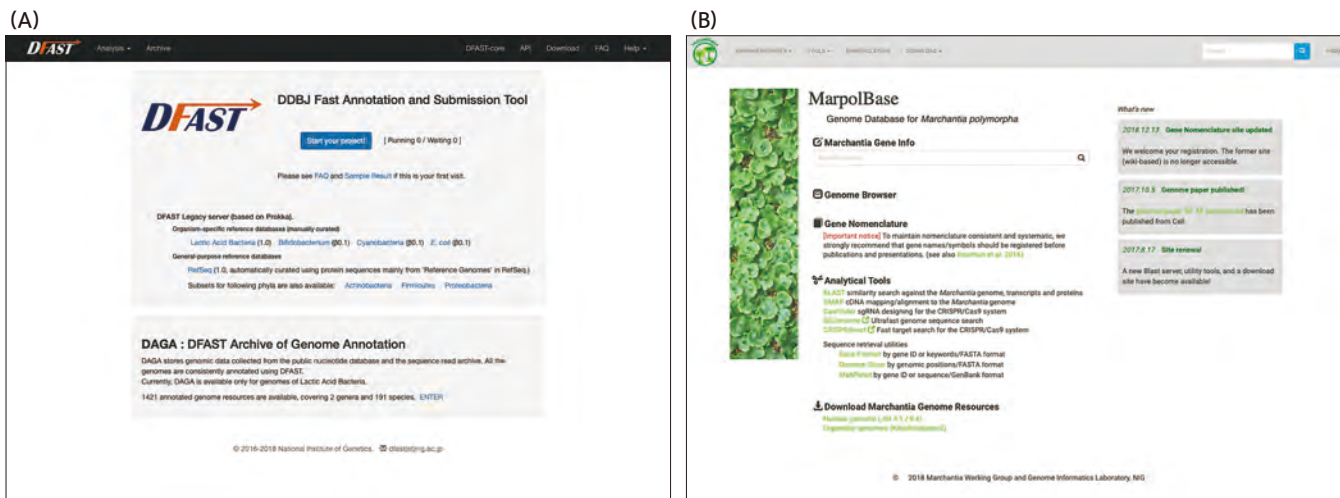 (A)
DFAST
Analysis
Archive
DFAST-core
API
Download
FAQ
Help
DFAST
DDBJ Fast Annotation and Submission Tool
Start your project!
[ Running 0 / Waiting 0 ]
Please see FAQ and Sample Result if this is your first visit.
DFAST Legacy server (based on Prokka).
Organism-specific reference databases (manually curated)
Lactic Acid Bacteria (1.0) Bifidobacterium (β0.1) Cyanobacteria (β0.1) E. coli (β0.1)
General-purpose reference databases
RefSeq (1.0, automatically curated using protein sequences mainly from 'Reference Genomes' in RefSeq.)
Subsets for following phyla are also available: Actinobacteria Firmicutes Proteobacteria
DAGA : DFAST Archive of Genome Annotation
DAGA stores genomic data collected from the public nucleotide database and the sequence read archive. All the
genomes are consistently annotated using DFAST.
Currently, DAGA is available only for genomes of Lactic Acid Bacteria.
1421 annotated genome resources are available, covering 2 genera and 191 species. ENTER
© 2016-2018 National Institute of Genetics.
(B)
TOOLS
DOWNLOAD
MarpolBase
Genome Database for Marchantia polymorpha
Marchantia Gene Info
Genome Browser
Gene Nomenclature
[Important notice] To maintain nomenclature consistent and systematic, we
strongly recommend that gene names/symbols should be registered before
publications and presentations. (see also
Analytical Tools
BLAST similarity search against the Marchantia genome, transcripts and proteins
GMAP cDNA mapping/alignment to the Marchantia genome
sgRNA designing for the CRISPR/Cas9 system
Ultrafast genome sequence search
CRISPRdirect Fast target search for the CRISPR/Cas9 system
Sequence retrieval utilities
by gene ID or keywords/FASTA format
by genomic positions/FASTA format
by gene ID or sequence/GenBank format
Download Marchantia Genome Resources
What's new
2018.12.13 Gene Nomenclature site updated
We welcome your registration. The former site
(wiki-based) is no longer accessible.
2017.10.5 Genome paper published!
The has been
published from Cell.
2017.8.17 Site renewal
A new Blast server, utility tools, and a download
site have become available!
© 2018 Marchantia Working Group and Genome Informatics Laboratory, NIG